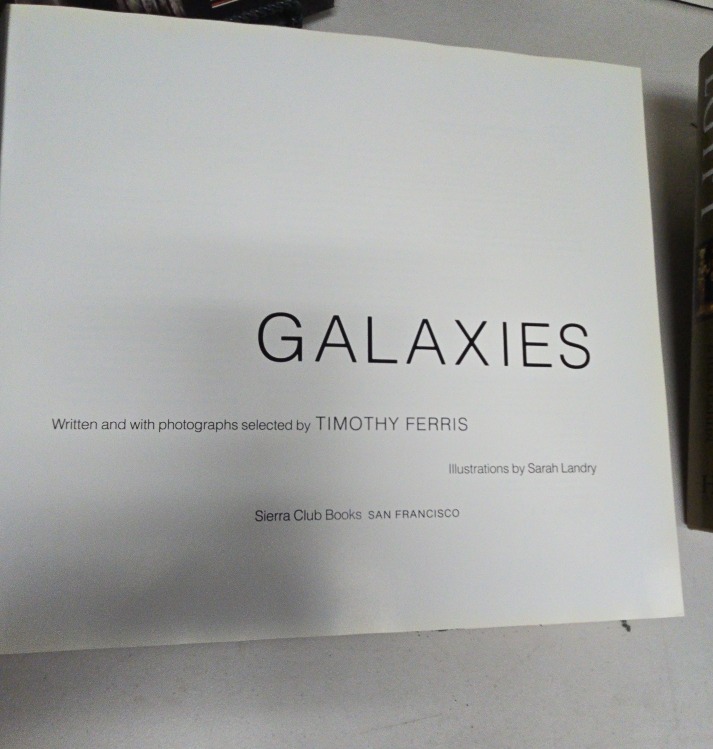 GALAXIES
Written and with photographs selected by TIMOTHY FERRIS
Illustrations by Sarah Landry
Sierra Club Books SAN FRANCISCO